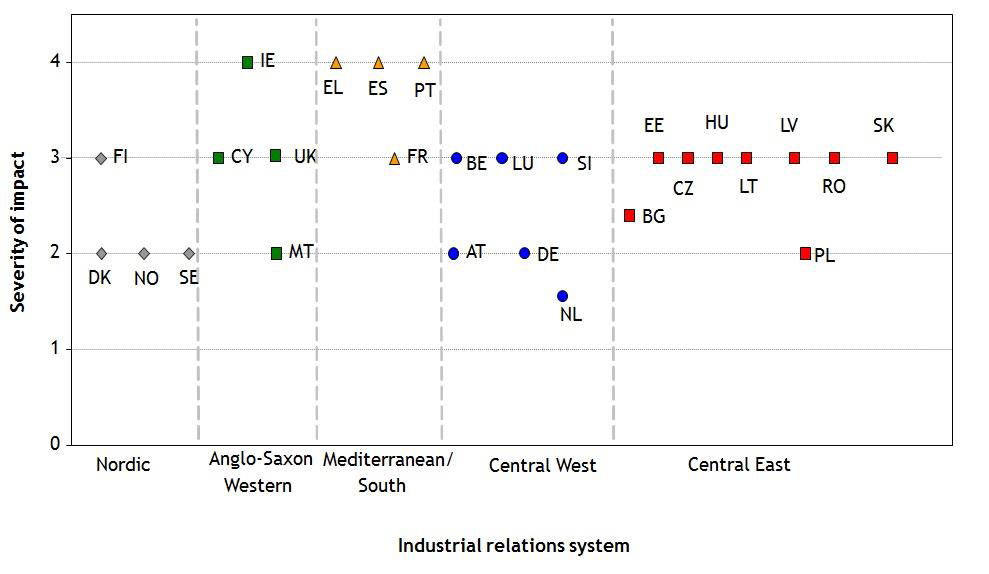 4
IE
EL
ES
PT
EE
HU
LV
SK
3
FI
CY
UK
FR
BE
LU
SI
CZ
LT
RO
BG
2
MT
AT
DE
PL
DK
NO
SE
NL
1
0
Severity of impact
Nordic
Anglo-Saxon
Western
Mediterranean/
South
Central West
Central East
Industrial relations system